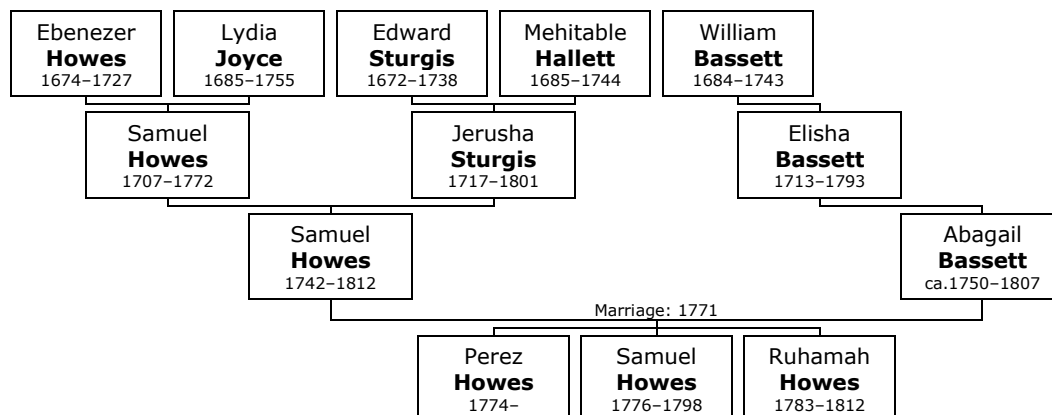 Ebenezer
Howes
1674–1727
Lydia
Joyce
1685–1755
Edward
Sturgis
1672–1738
Mehitable
Hallett
1685–1744
William
Bassett
1684–1743
Samuel
Howes
1707–1772
Jerusha
Sturgis
1717–1801
Elisha
Bassett
1713–1793
Samuel
Howes
1742–1812
Abagail
Bassett
ca.1750–1807
Marriage: 1771
Perez
Howes
1774–
Samuel
Howes
1776–1798
Ruhamah
Howes
1783–1812